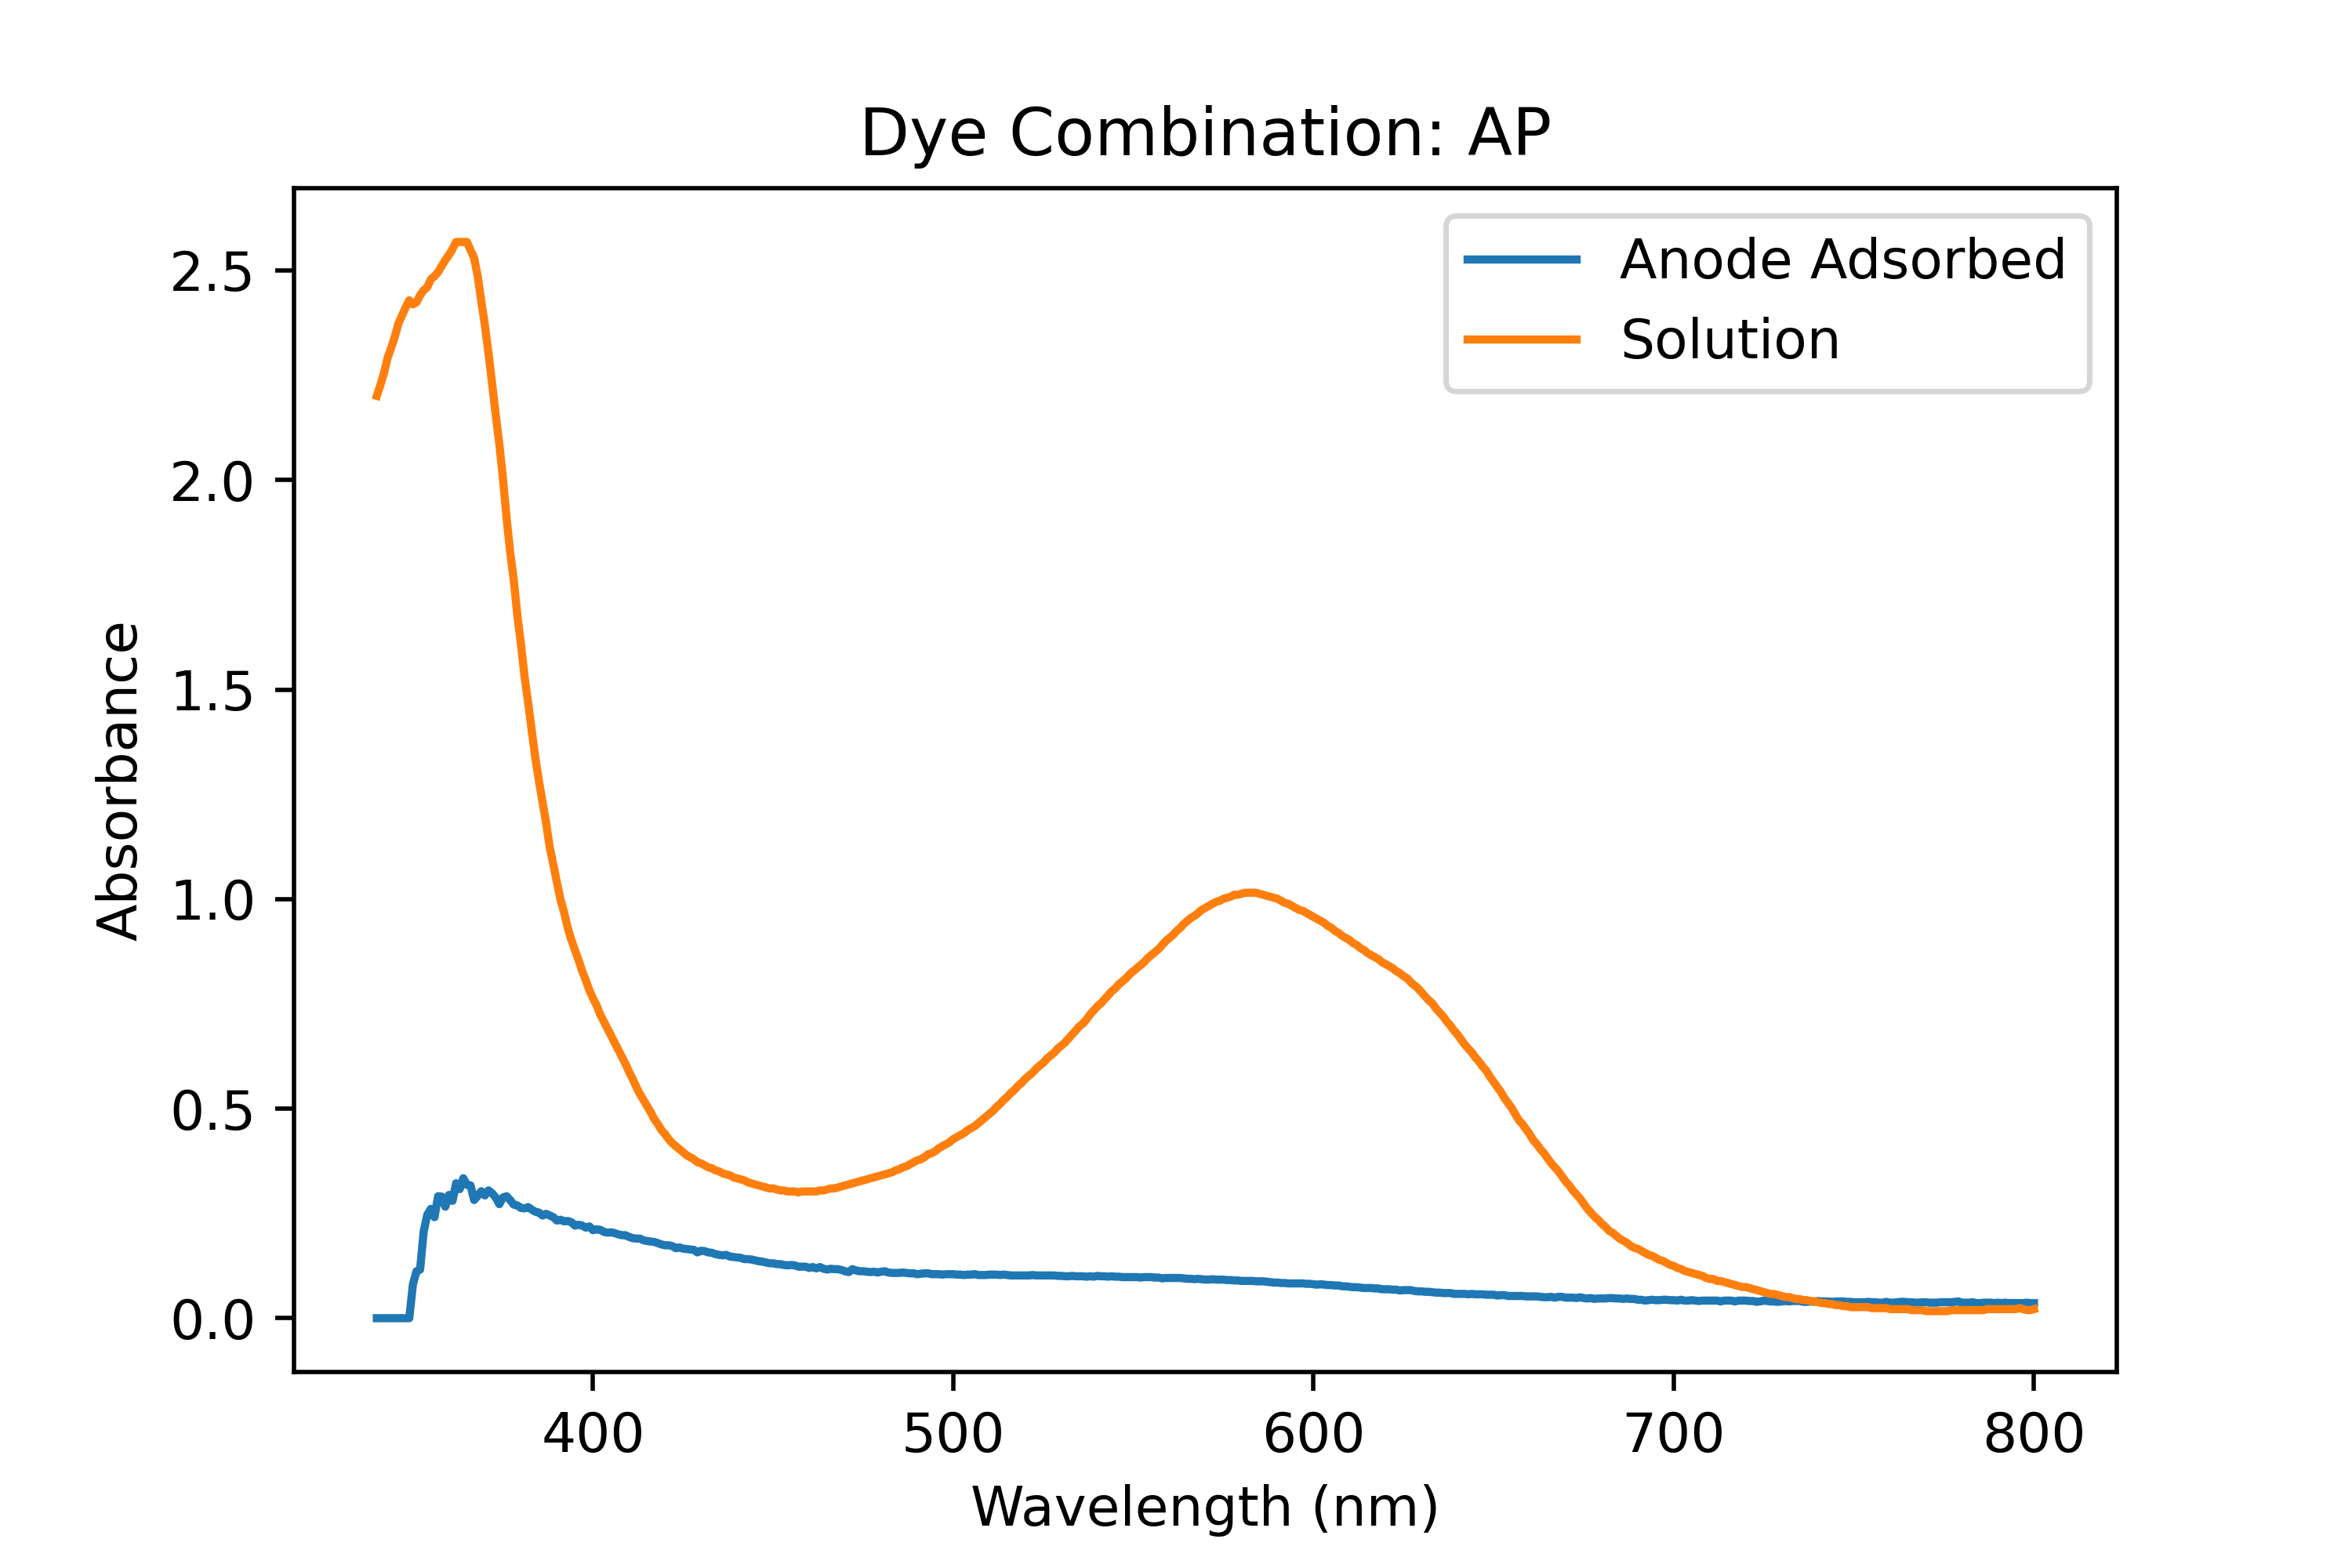 Dye Combination: AP
Anode Adsorbed
Solution
Absorbance
2.5
2.0
1.5
1.0
0.5
0.0
400 500 600 700 800
Wavelength (nm)